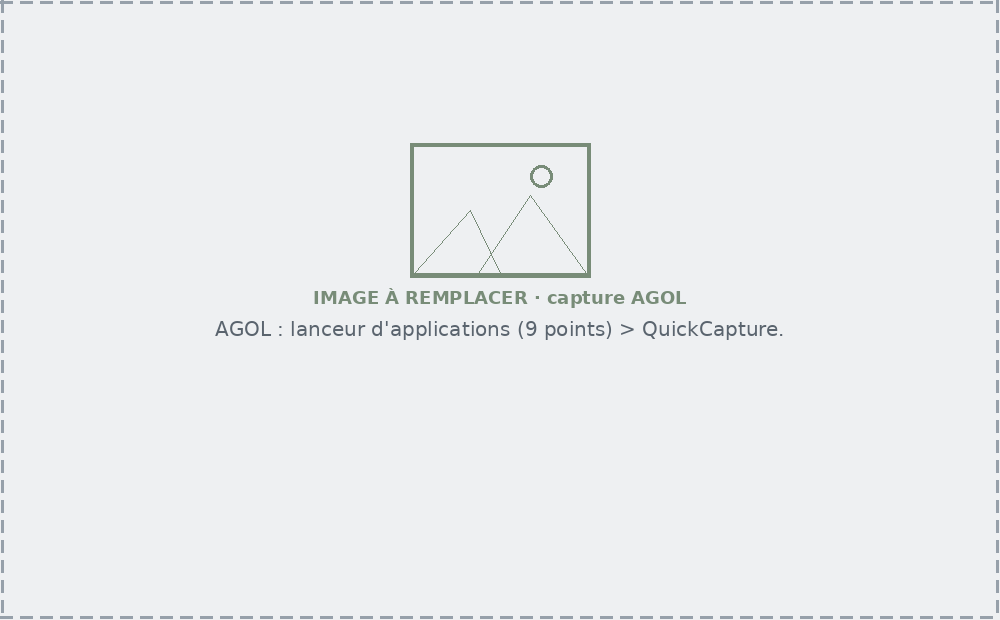 IMAGE À REMPLACER · capture AGOL
AGOL : lanceur d'applications (9 points) > QuickCapture.